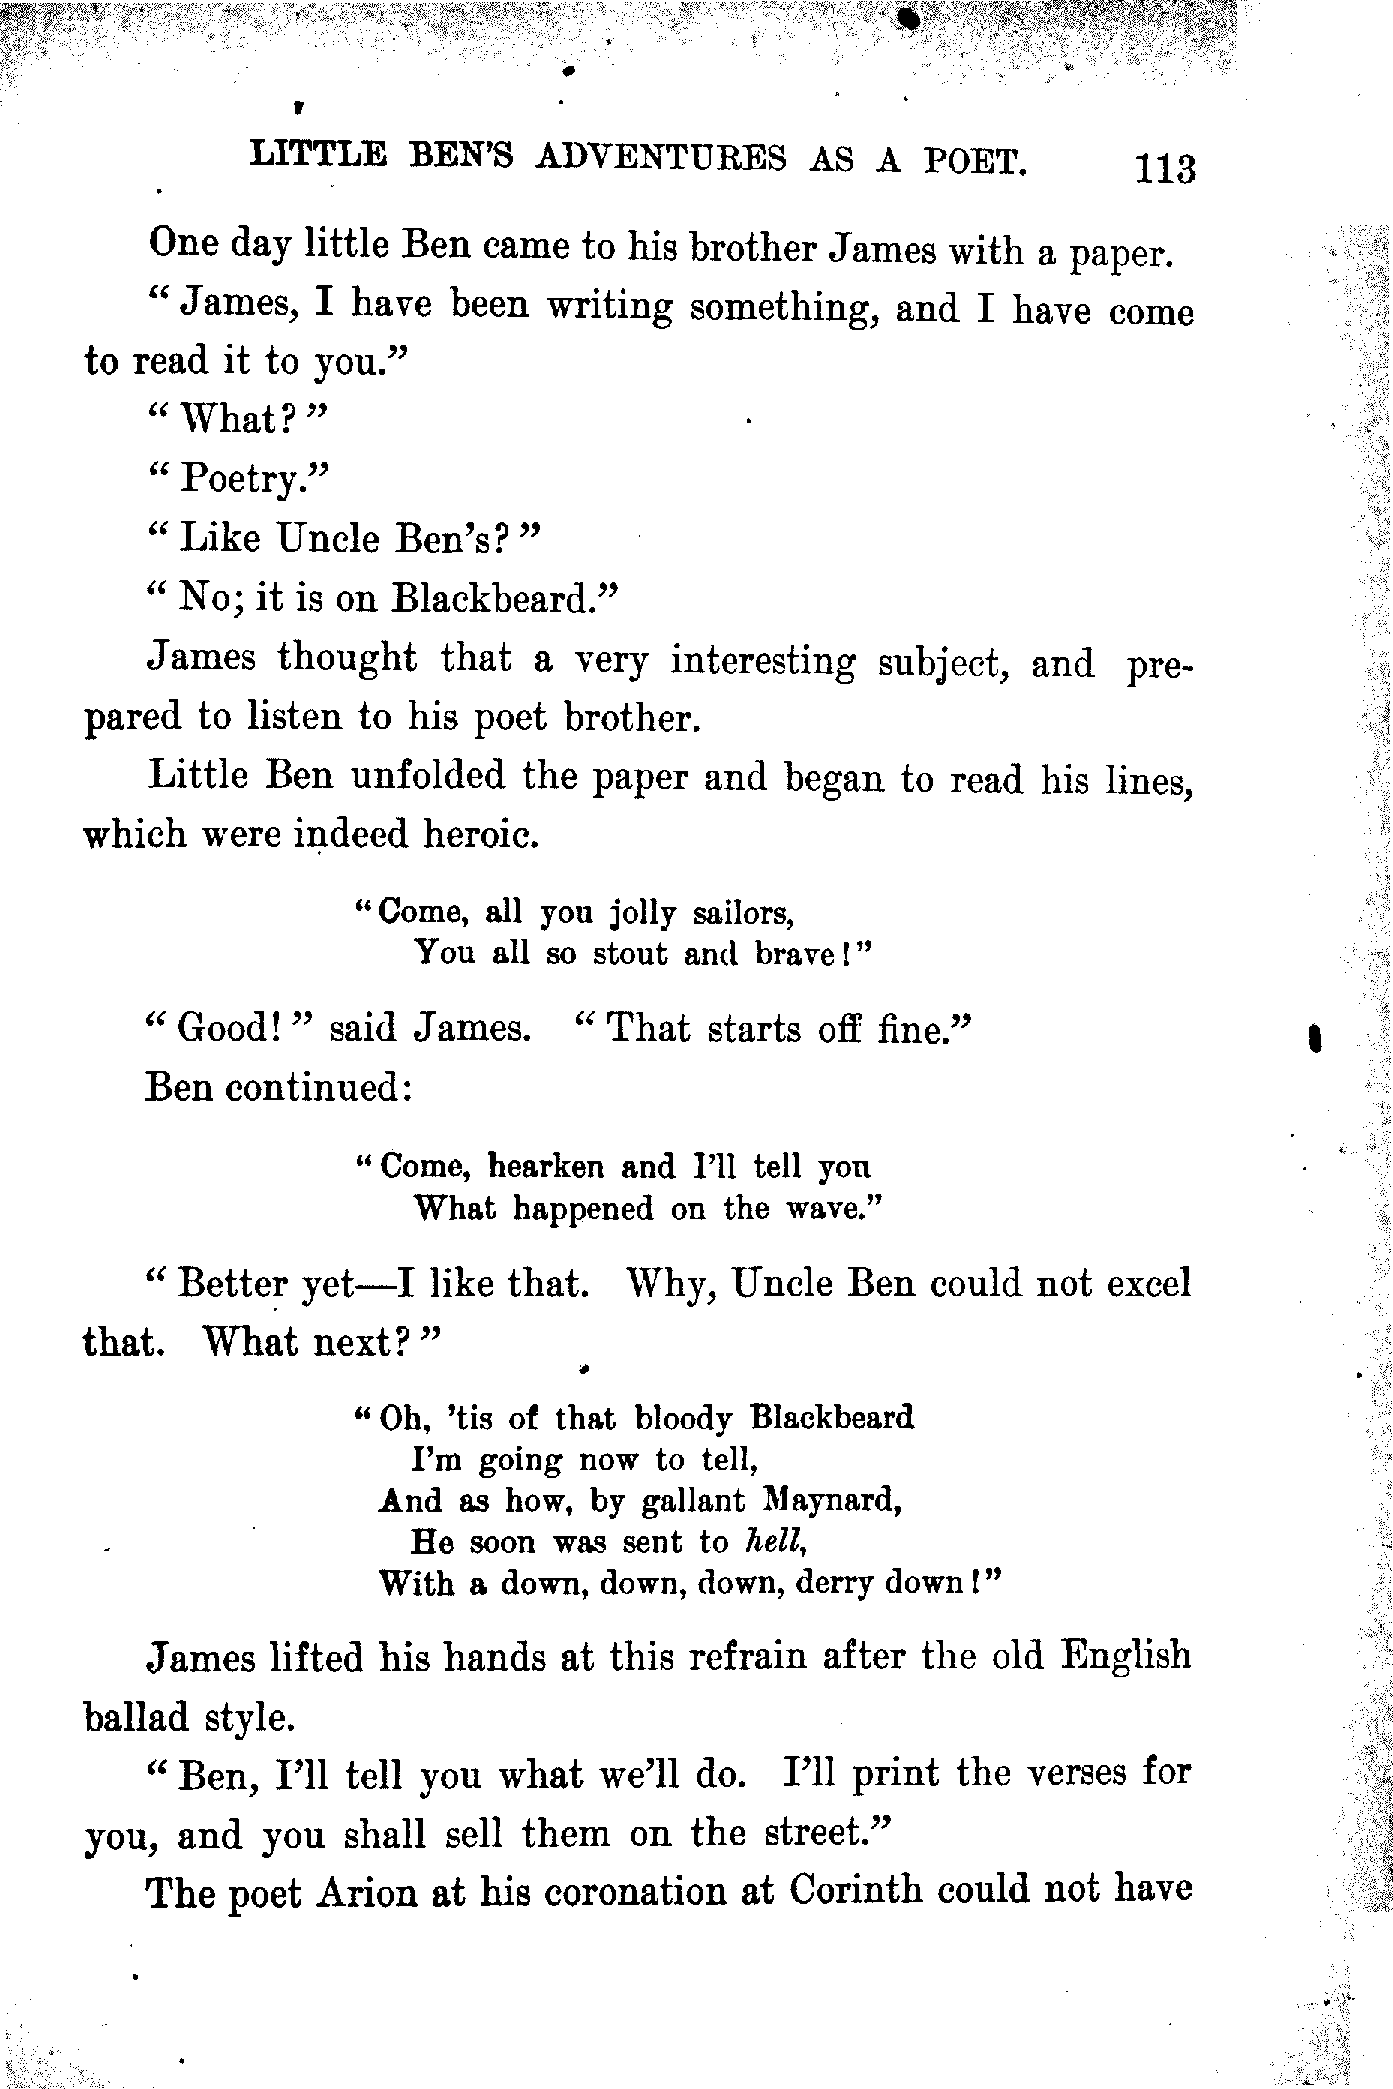 LITTLE BEN'S ADVENTURES AS A POET. 113
One day little Ben came to his brother James with a paper.
“ James, I have been writing something, and I have come
to read it to you.”
“ What? ”
“ Poetry.”
“ Like Uncle Ben's? ”
“ No; it is on Blackbeard.”
James thought that a very interesting subject, and pre-
pared to listen to his poet brother.
Little Ben unfolded the paper and began to read his lines,
which were indeed heroic.
“ Come, all you jolly sailors,
You all so stout and brave!”
“ Good! ” said James. “ That starts off fine.”
Ben continued:
“ Come, hearken and I'll tell you
What happened on the wave.”
“ Better yet—I like that. Why, Uncle Ben could not excel
that. What next? ”
“ Oh, 'tis of that bloody Blackbeard
I'm going now to tell,
And as how, by gallant Maynard,
He soon was sent to hell,
With a down, down, down, derry down!”
James lifted his hands at this refrain after the old English
ballad style.
“ Ben, I'll tell you what we'll do. I'll print the verses for
you, and you shall sell them on the street.”
The poet Arion at his coronation at Corinth could not have